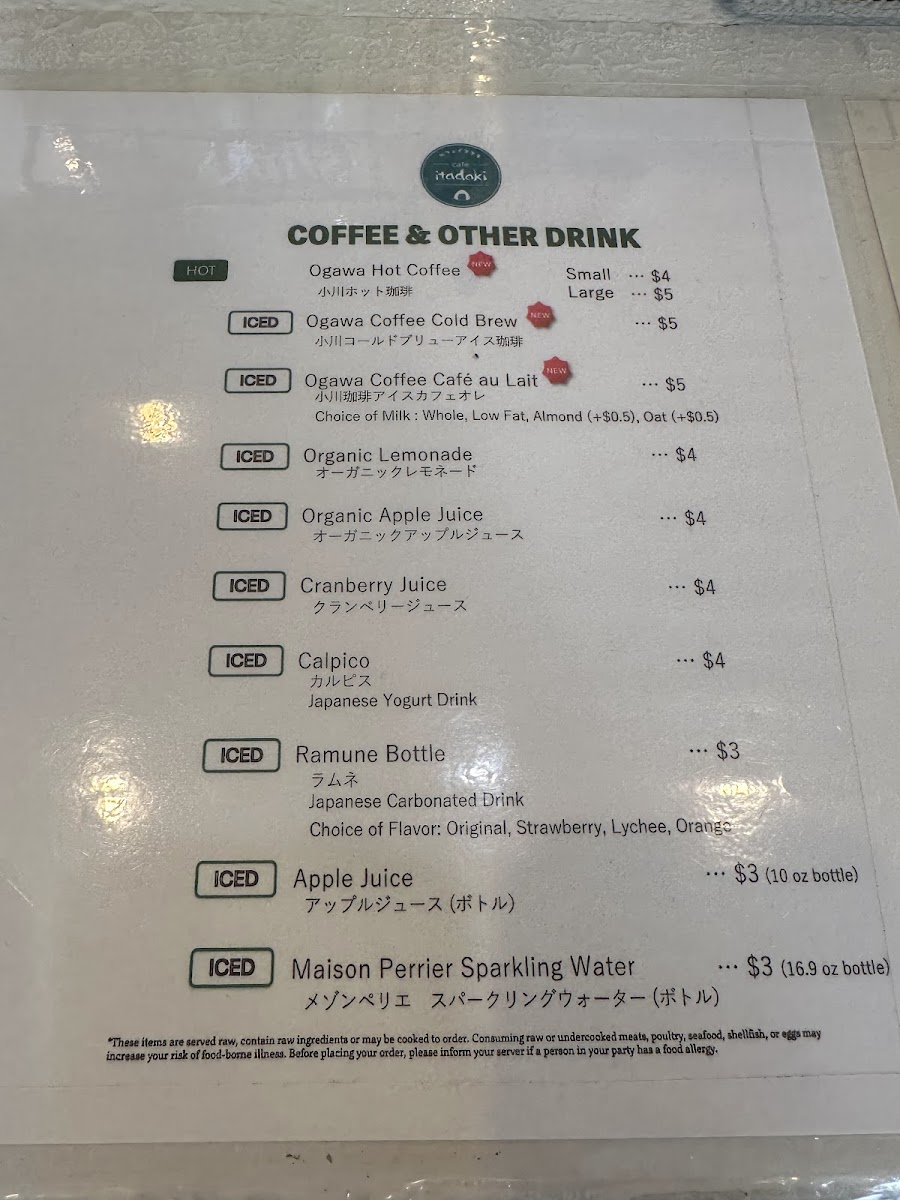 cafe
itadaki
COFFEE & OTHER DRINK
HOT Ogawa Hot Coffee NEW Small ··· $4
小川ホット珈琲 Large ··· $5
ICED Ogawa Coffee Cold Brew NEW ··· $5
小川コールドブリューアイス珈琲
ICED Ogawa Coffee Café au Lait NEW ··· $5
小川珈琲アイスカフェオレ
Choice of Milk : Whole, Low Fat, Almond (+$0.5), Oat (+$0.5)
ICED Organic Lemonade ··· $4
オーガニックレモネード
ICED Organic Apple Juice ··· $4
オーガニックアップルジュース
ICED Cranberry Juice ··· $4
クランベリージュース
ICED Calpico ··· $4
カルピス
Japanese Yogurt Drink
ICED Ramune Bottle ··· $3
ラムネ
Japanese Carbonated Drink
Choice of Flavor: Original, Strawberry, Lychee, Orange
ICED Apple Juice ··· $3 (10 oz bottle)
アップルジュース (ボトル)
ICED Maison Perrier Sparkling Water ··· $3 (16.9 oz bottle)
メゾンペリエ スパークリングウォーター (ボトル)
*These items are served raw, contain raw ingredients or may be cooked to order. Consuming raw or undercooked meats, poultry, seafood, shellfish, or eggs may
increase your risk of food-borne illness. Before placing your order, please inform your server if a person in your party has a food allergy.